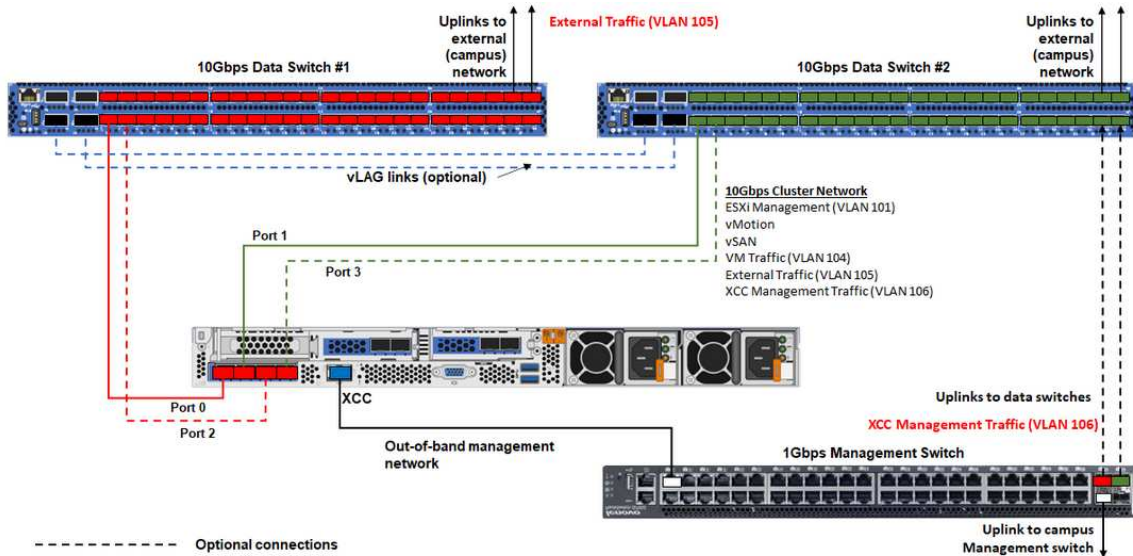 Uplinks to
external
(campus)
network
External Traffic (VLAN 105)
Uplinks to
external
(campus)
network
10Gbps Data Switch #1
10Gbps Data Switch #2
vLAG links (optional)
10Gbps Cluster Network
ESXi Management (VLAN 101)
vMotion
vSAN
VM Traffic (VLAN 104)
External Traffic (VLAN 105)
XCC Management Traffic (VLAN 106)
Port 1
Port 3
Port 0
Port 2
XCC
Out-of-band management
network
Uplinks to data switches
XCC Management Traffic (VLAN 106)
1Gbps Management Switch
Uplink to campus
Management switch
Optional connections